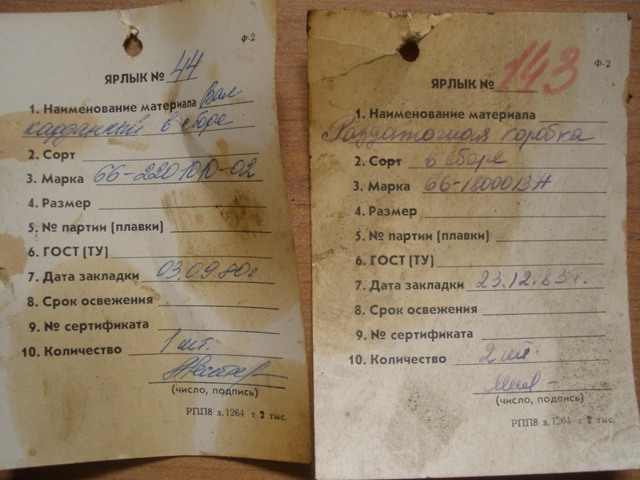 Ф-2
ЯРЛЫК № 44
1. Наименование материала Вал
карданный в сборе
2. Сорт
3. Марка 66-2201010-02
4. Размер
5. № партии (плавки)
6. ГОСТ (ТУ)
7. Дата закладки 03.09.80г
8. Срок освежения
9. № сертификата
10. Количество 1 шт.
(число, подпись)
РПП8 з. 1264 т 2 тыс.
Ф-2
ЯРЛЫК № 143
1. Наименование материала
Раздаточная коробка
2. Сорт в сборе
3. Марка
4. Размер
5. № партии (плавки)
6. ГОСТ (ТУ)
7. Дата закладки 23.12.83г.
8. Срок освежения
9. № сертификата
10. Количество 2 шт.
(число, подпись)
РПП8 з. 1264 т 2 тыс.